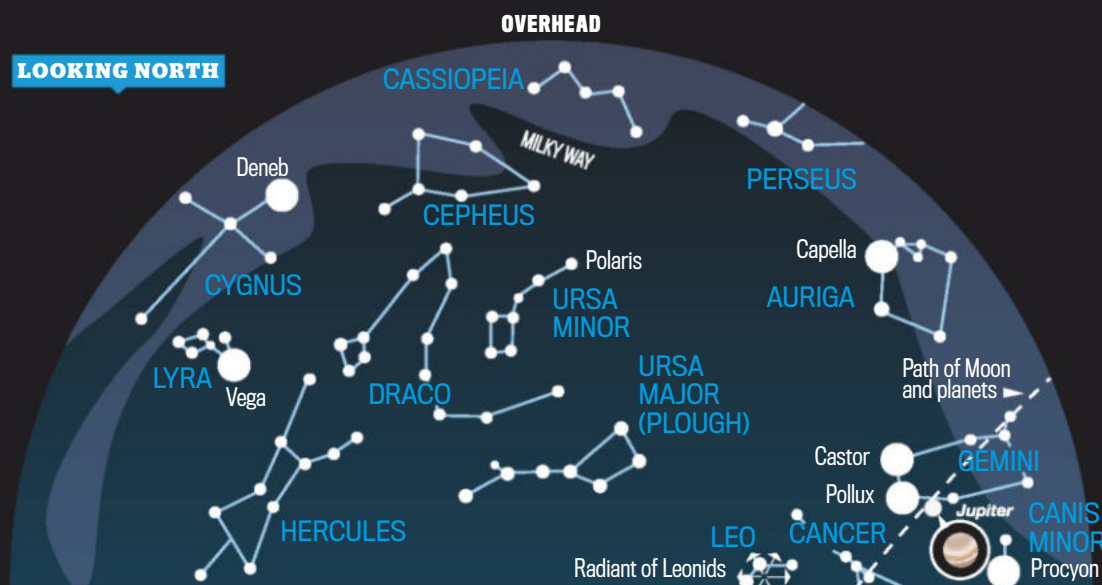 OVERHEAD
LOOKING NORTH
CASSIOPEIA
MILKY WAY
Deneb
PERSEUS
CEPHEUS
Capella
Polaris
CYGNUS
URSA
MINOR
AURIGA
LYRA
Vega
DRACO
URSA
MAJOR
(PLOUGH)
Path of Moon
and planets
Castor
GEMINI
Pollux
Jupiter
CANIS
MINOR
HERCULES
LEO
CANCER
Radiant of Leonids
Procyon